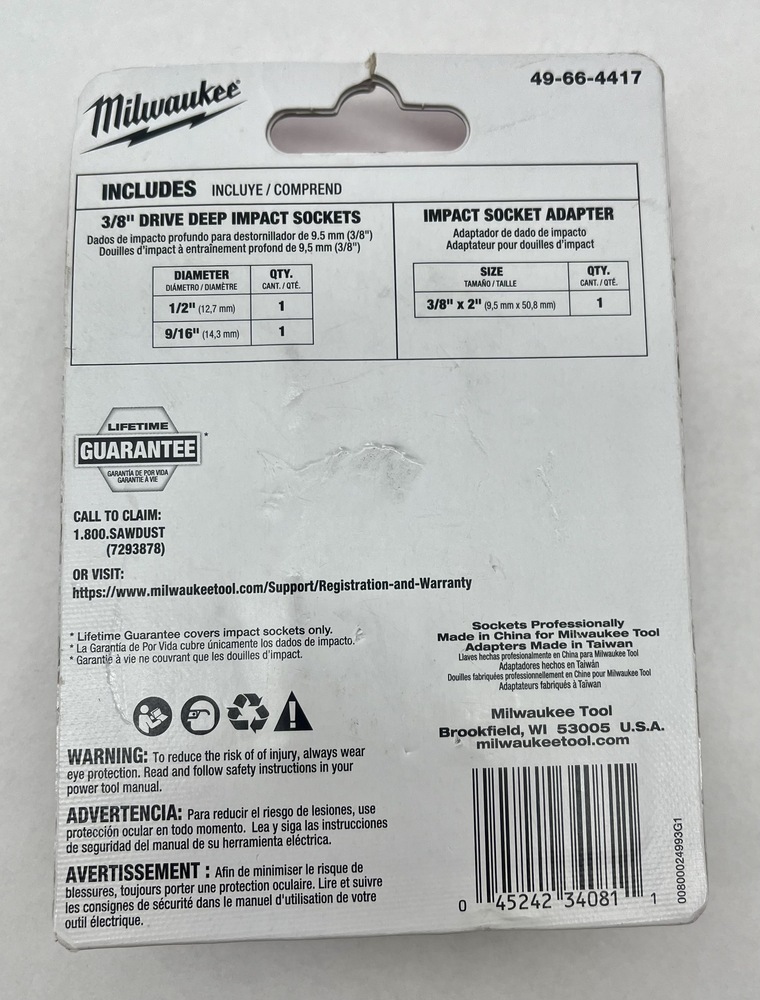 Milwaukee®
49-66-4417
INCLUDES INCLUYE / COMPREND
3/8" DRIVE DEEP IMPACT SOCKETS
Dados de impacto profundo para destornillador de 9.5 mm (3/8")
Douilles d'impact à entraînement profond de 9,5 mm (3/8")
DIAMETER QTY.
DIÁMETRO / DIAMÈTRE CANT. / QTÉ.
1/2" (12,7 mm) 1
9/16" (14,3 mm) 1
IMPACT SOCKET ADAPTER
Adaptador de dado de impacto
Adaptateur pour douilles d'impact
SIZE QTY.
TAMAÑO / TAILLE CANT. / QTÉ.
3/8" x 2" (9,5 mm x 50,8 mm) 1
LIFETIME
GUARANTEE*
GARANTÍA DE POR VIDA
GARANTIE À VIE
CALL TO CLAIM:
1.800.SAWDUST
(7293878)
OR VISIT:
https://www.milwaukeetool.com/Support/Registration-and-Warranty
* Lifetime Guarantee covers impact sockets only.
* La Garantía de Por Vida cubre únicamente los dados de impacto.
* Garantie à vie ne couvrant que les douilles d'impact.
Sockets Professionally
Made in China for Milwaukee Tool
Adapters Made in Taiwan
Llaves hechas profesionalmente en China para Milwaukee Tool
Adaptadores hechos en Taiwán
Douilles fabriquées professionnellement en Chine pour Milwaukee Tool
Adaptateurs fabriqués à Taïwan
Milwaukee Tool
Brookfield, WI 53005 U.S.A.
milwaukeetool.com
WARNING: To reduce the risk of of injury, always wear
eye protection. Read and follow safety instructions in your
power tool manual.
ADVERTENCIA: Para reducir el riesgo de lesiones, use
protección ocular en todo momento. Lea y siga las instrucciones
de seguridad del manual de su herramienta eléctrica.
AVERTISSEMENT : Afin de minimiser le risque de
blessures, toujours porter une protection oculaire. Lire et suivre
les consignes de sécurité dans le manuel d'utilisation de votre
outil électrique.
0 45242 34081 1
00800024993G1